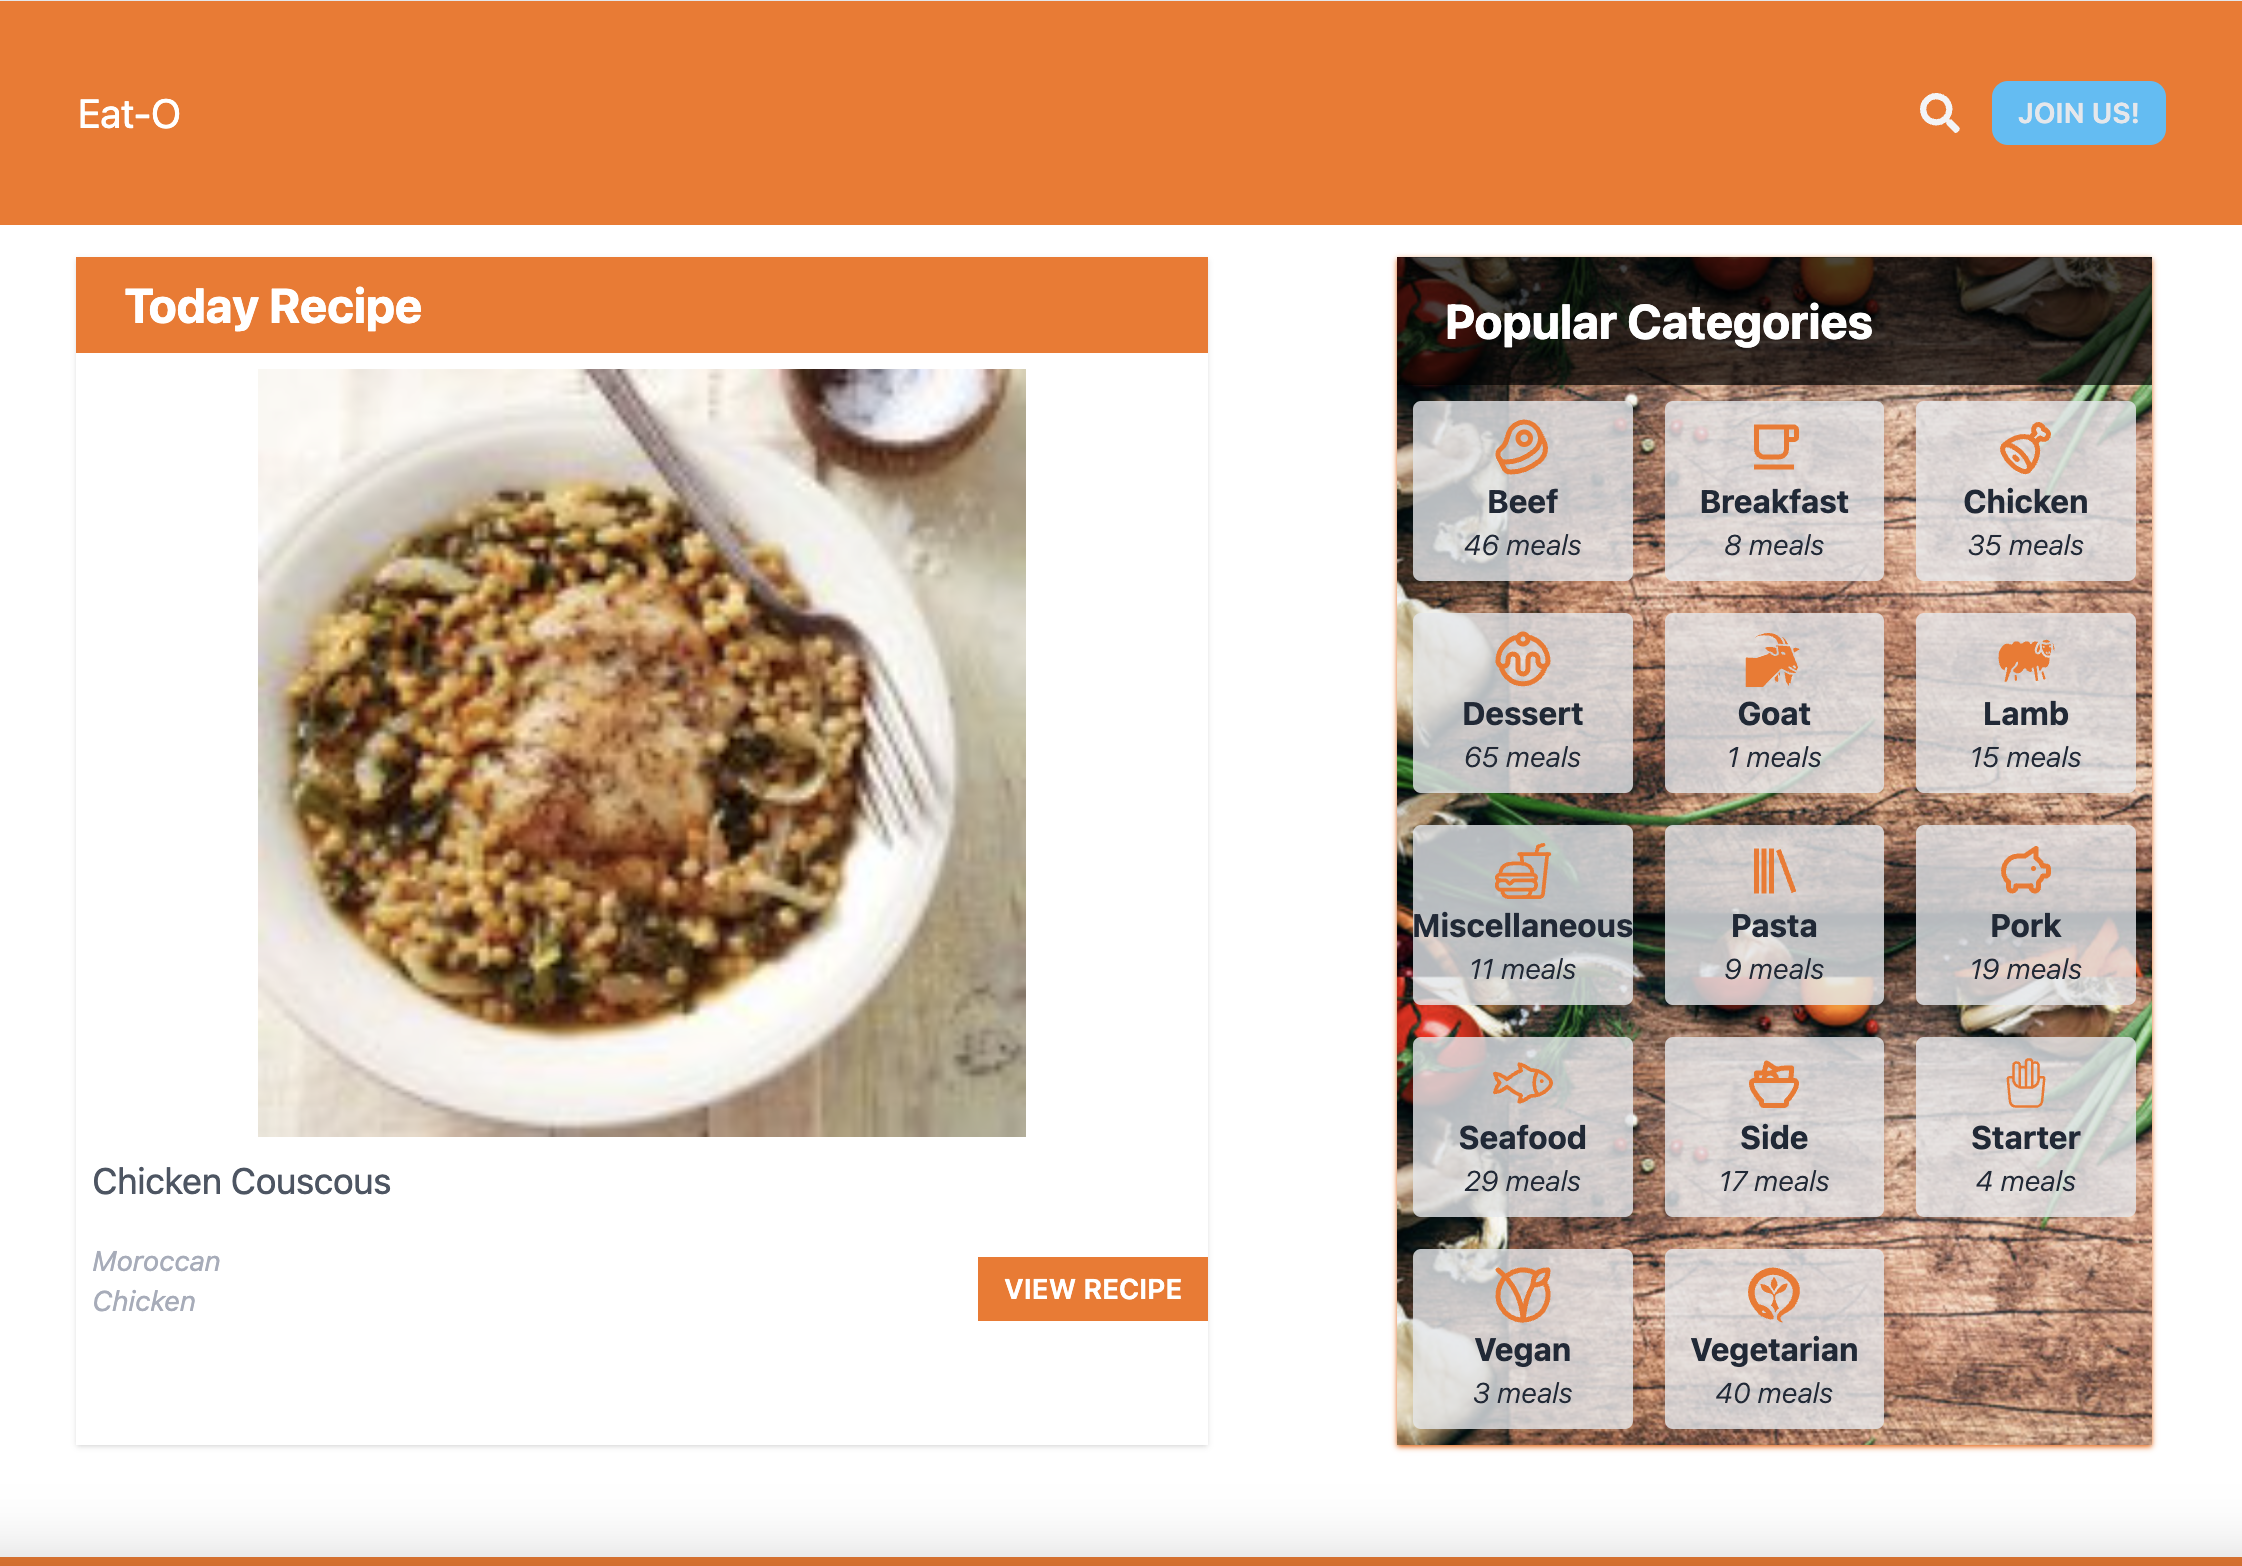 Eat-O
JOIN US!
Today Recipe
Chicken Couscous
Moroccan
Chicken
VIEW RECIPE
Popular Categories
Beef
46 meals
Breakfast
8 meals
Chicken
35 meals
Dessert
65 meals
Goat
1 meals
Lamb
15 meals
Miscellaneous
11 meals
Pasta
9 meals
Pork
19 meals
Seafood
29 meals
Side
17 meals
Starter
4 meals
Vegan
3 meals
Vegetarian
40 meals